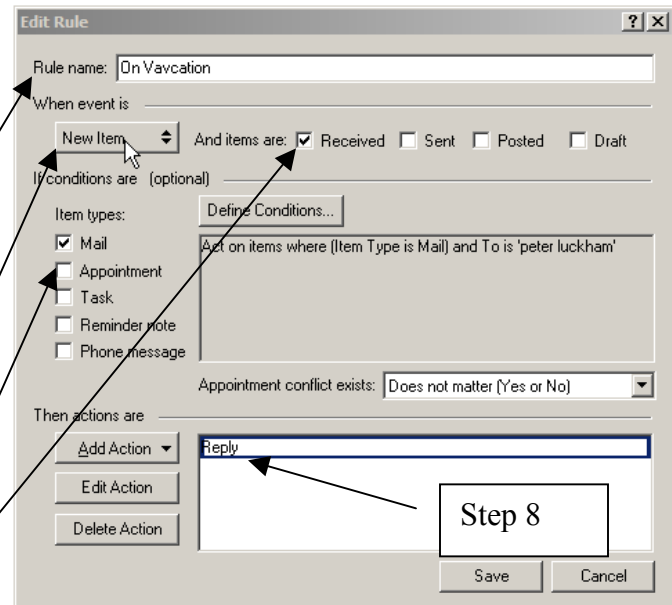 Edit Rule
Rule name: On Vavcation
When event is
New Item And items are: Received Sent Posted Draft
If conditions are (optional)
Item types: Define Conditions...
Mail
Appointment
Task
Reminder note
Phone message
Act on items where (Item Type is Mail) and To is 'peter luckham'
Appointment conflict exists: Does not matter (Yes or No)
Then actions are
Add Action
Edit Action
Delete Action
Reply
Step 8
Save Cancel